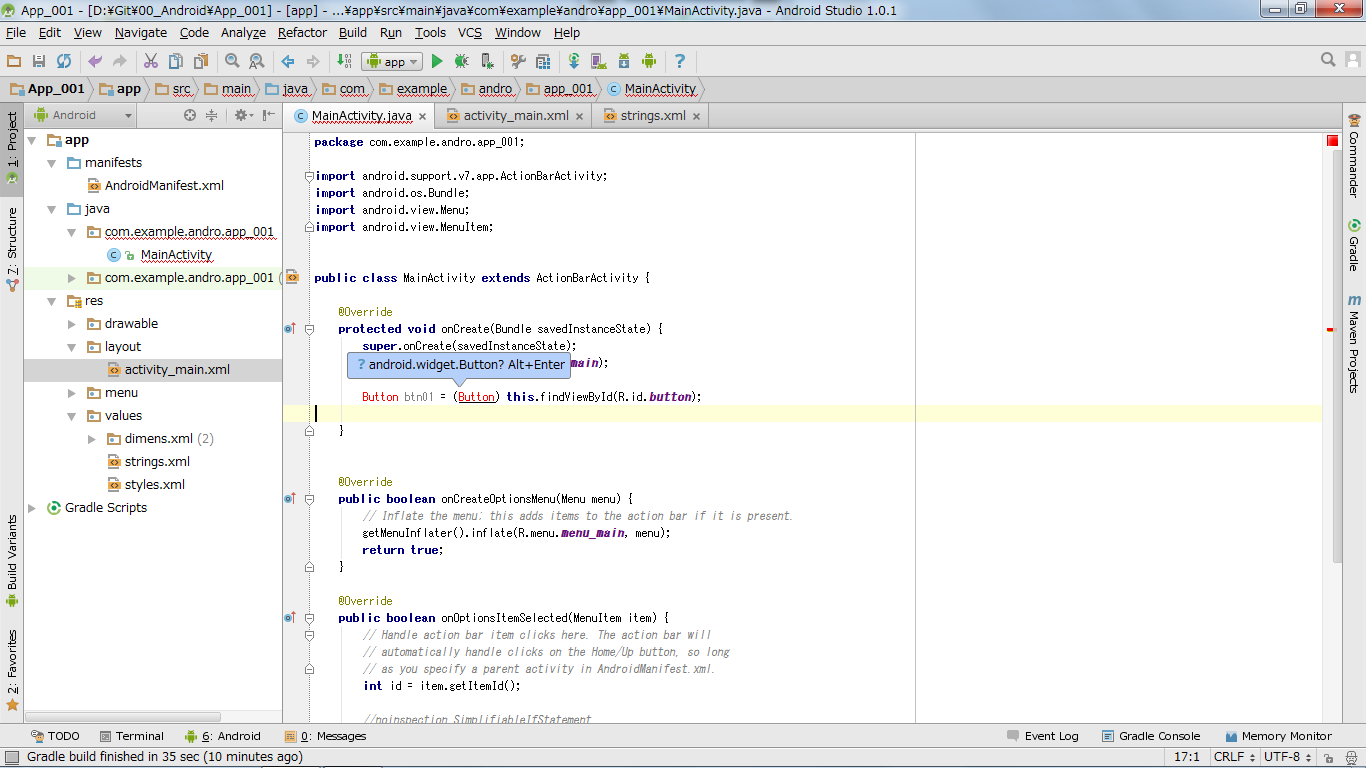 App_001 - [D:¥Git¥00_Android¥App_001] - [app] - ...¥app¥src¥main¥java¥com¥example¥andro¥app_001¥MainActivity.java - Android Studio 1.0.1
File Edit View Navigate Code Analyze Refactor Build Run Tools VCS Window Help
app
App_001 app src main java com example andro app_001 MainActivity
Android
MainActivity.java activity_main.xml strings.xml
1: Project
7: Structure
Build Variants
2: Favorites
app
manifests
AndroidManifest.xml
java
com.example.andro.app_001
MainActivity
com.example.andro.app_001 (
res
drawable
layout
activity_main.xml
menu
values
dimens.xml (2)
strings.xml
styles.xml
Gradle Scripts
package com.example.andro.app_001;
import android.support.v7.app.ActionBarActivity;
import android.os.Bundle;
import android.view.Menu;
import android.view.MenuItem;
public class MainActivity extends ActionBarActivity {
@Override
protected void onCreate(Bundle savedInstanceState) {
super.onCreate(savedInstanceState);
? android.widget.Button? Alt+Enter main);
Button btn01 = (Button) this.findViewById(R.id.button);
}
@Override
public boolean onCreateOptionsMenu(Menu menu) {
// Inflate the menu; this adds items to the action bar if it is present.
getMenuInflater().inflate(R.menu.menu_main, menu);
return true;
}
@Override
public boolean onOptionsItemSelected(MenuItem item) {
// Handle action bar item clicks here. The action bar will
// automatically handle clicks on the Home/Up button, so long
// as you specify a parent activity in AndroidManifest.xml.
int id = item.getItemId();
//noinspection SimplifiableIfStatement
Commander
Gradle
m Maven Projects
TODO Terminal 6: Android 0: Messages Event Log Gradle Console Memory Monitor
Gradle build finished in 35 sec (10 minutes ago) 17:1 CRLF UTF-8